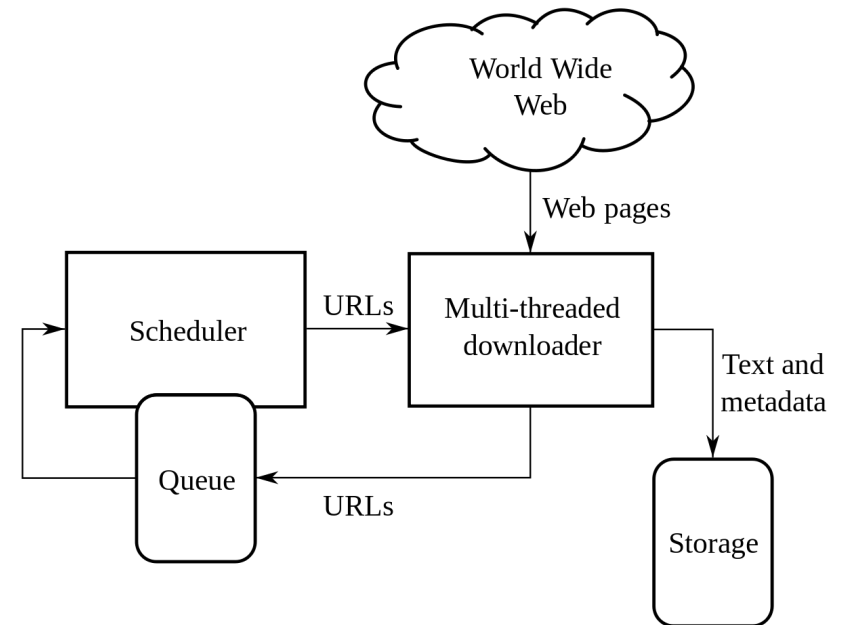 World Wide
Web
Web pages
URLs
Multi-threaded
downloader
Scheduler
Text and
metadata
Queue
URLs
Storage